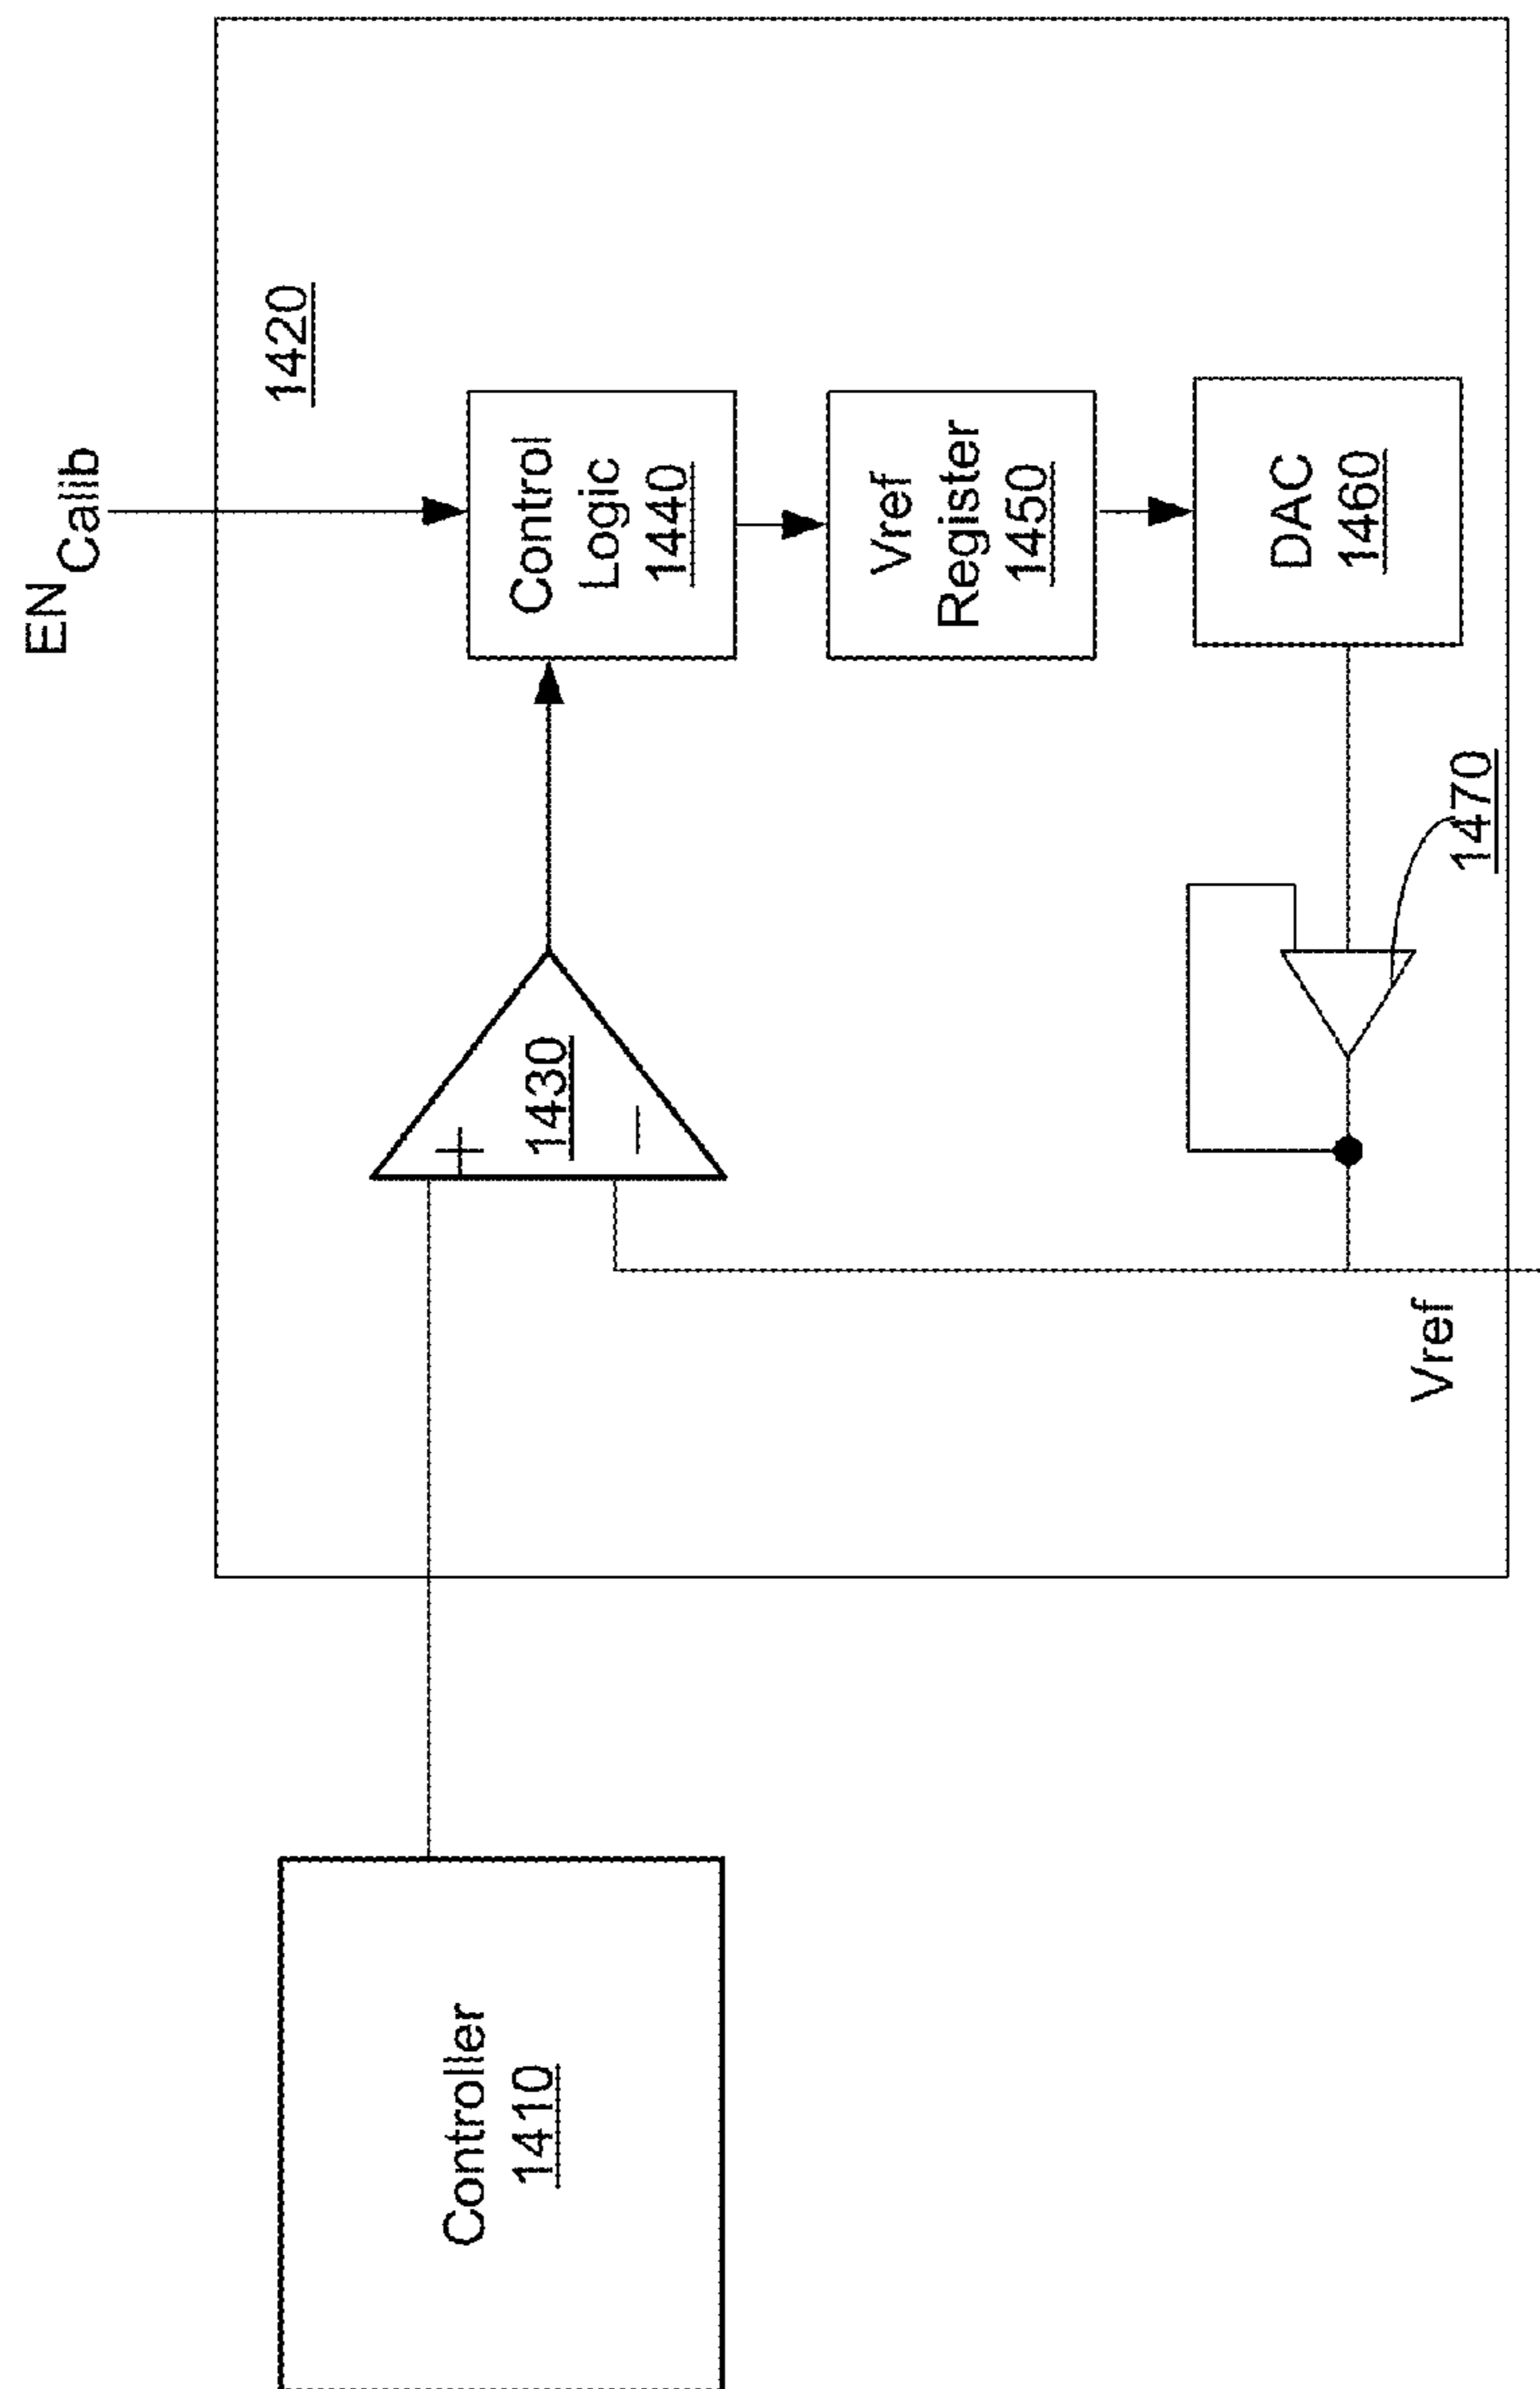 EN Calib
1420
Control
Logic
1440
Vref
Register
1450
DAC
1460
+
1430
−
1470
Vref
Controller
1410